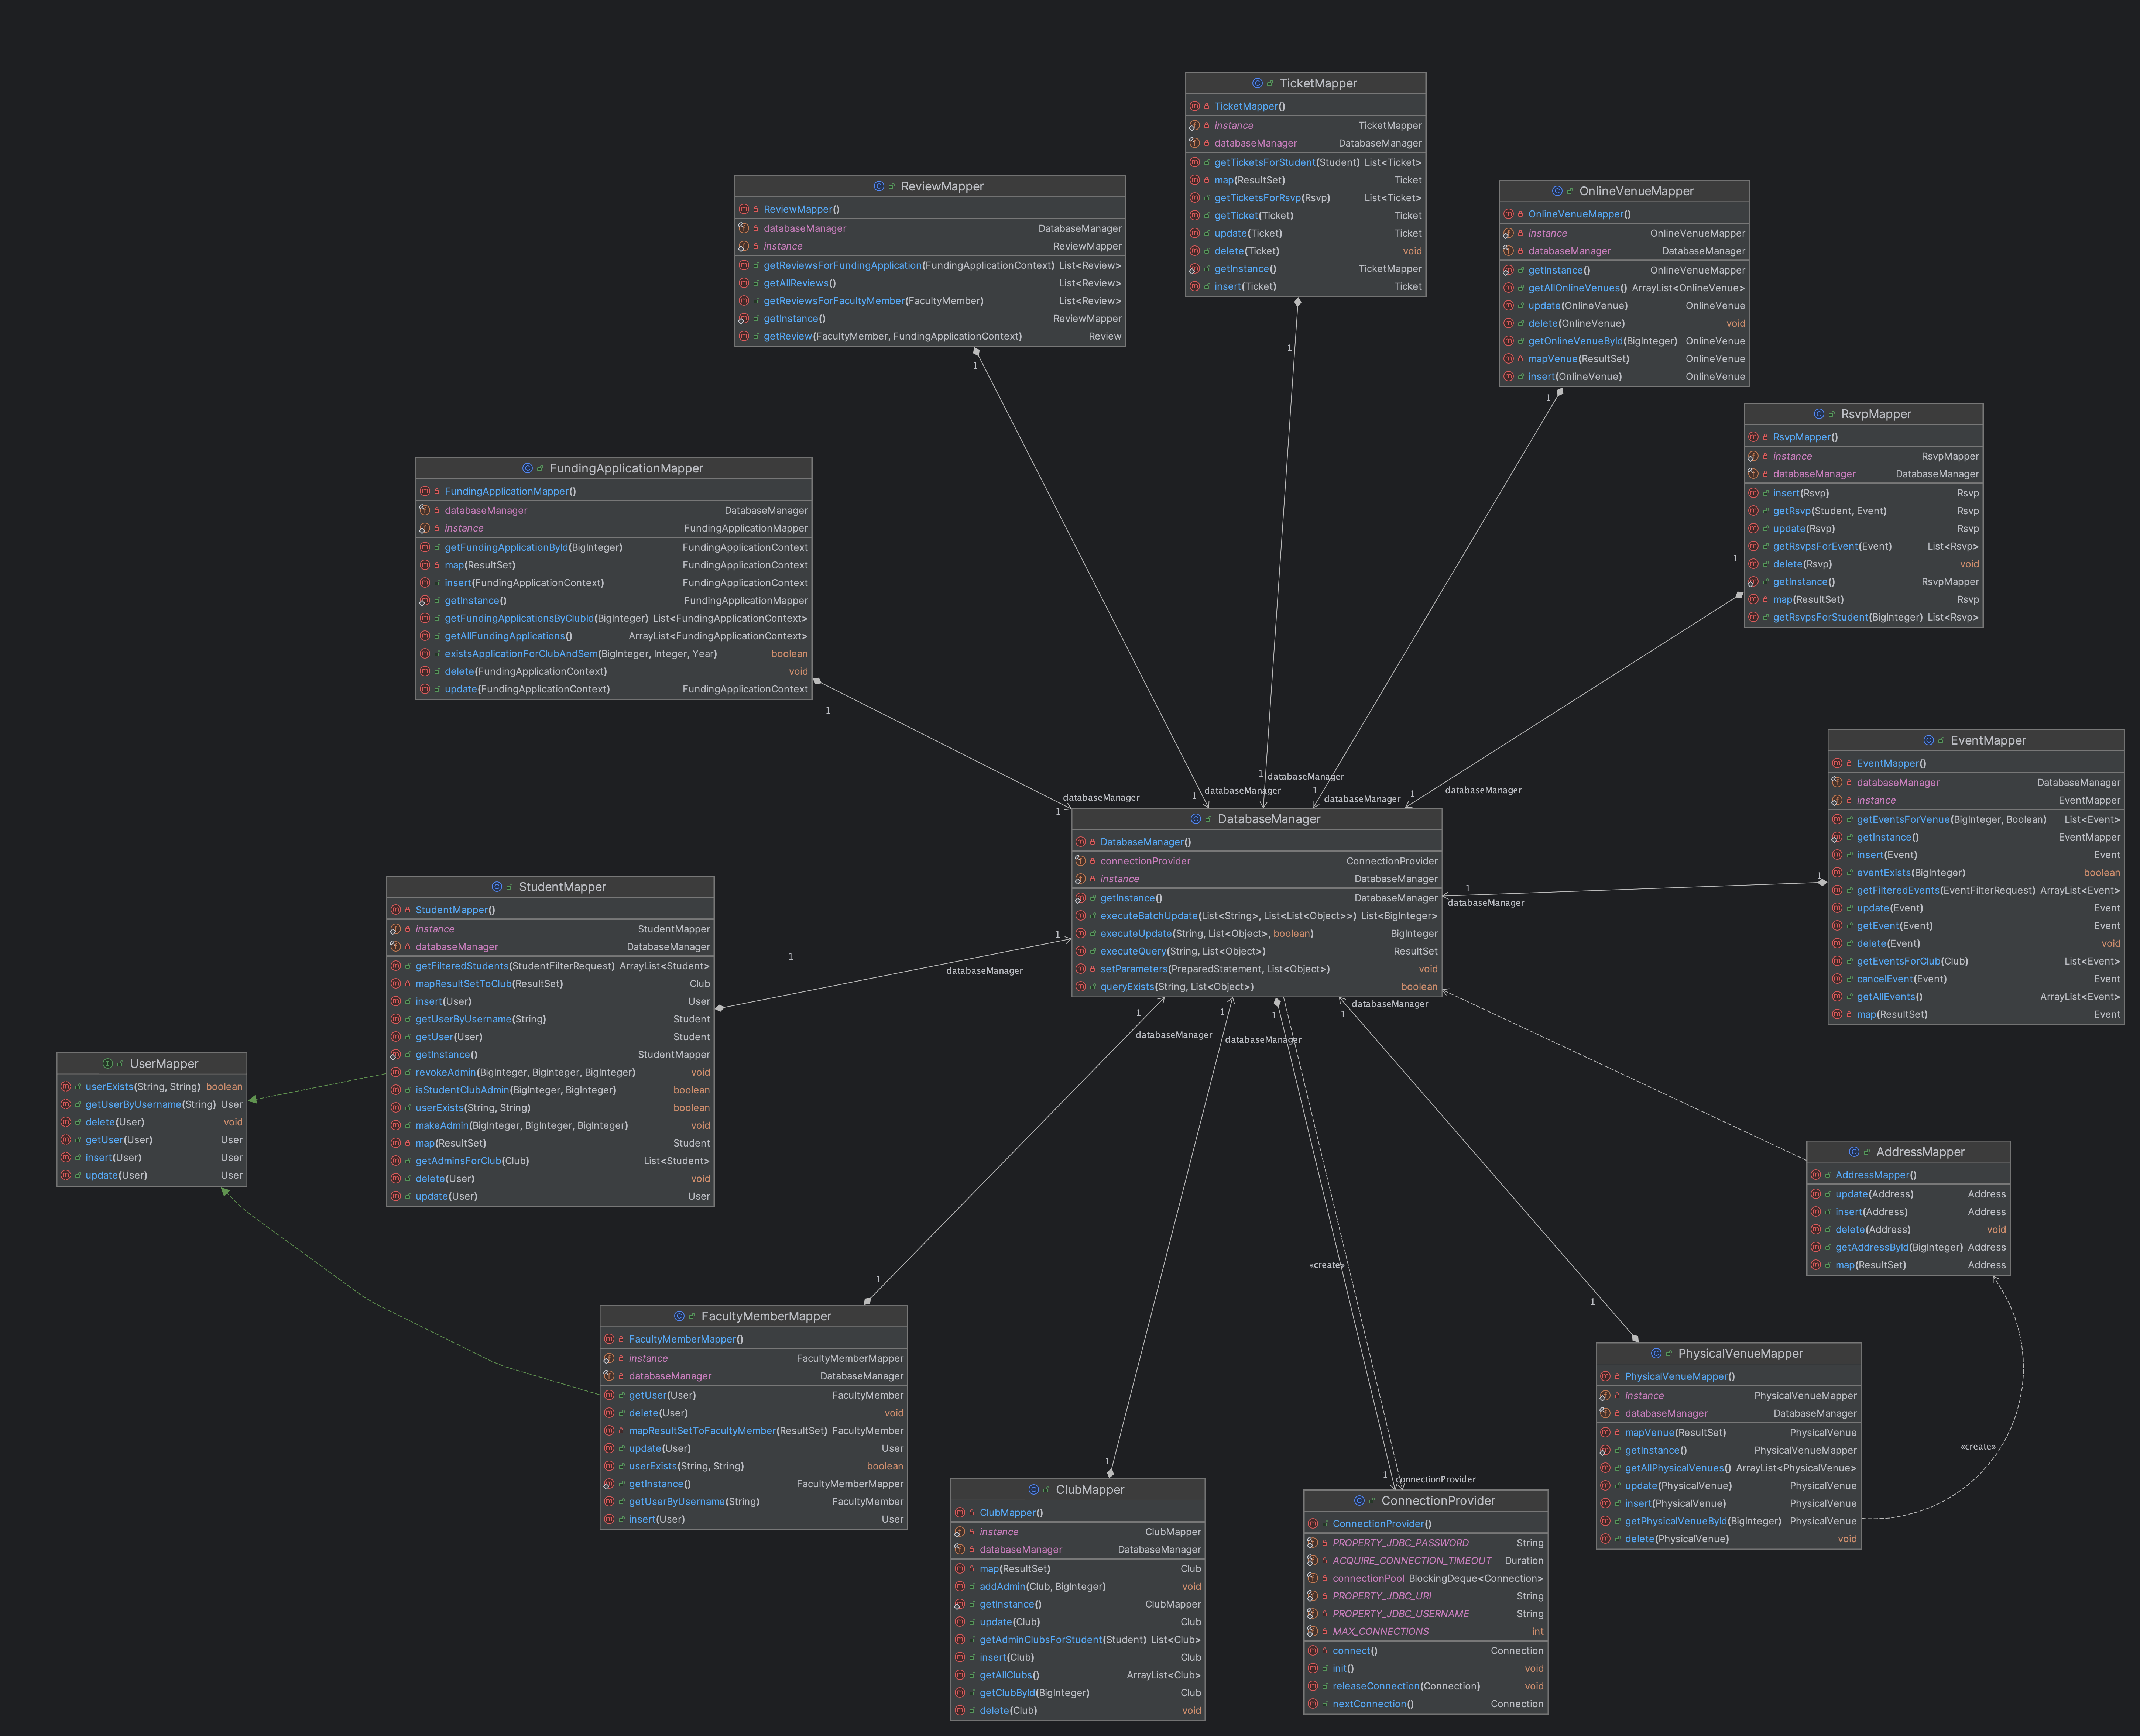 TicketMapper
TicketMapper()
instance TicketMapper
databaseManager DatabaseManager
getTicketsForStudent(Student) List<Ticket>
map(ResultSet) Ticket
getTicketsForRsvp(Rsvp) List<Ticket>
getTicket(Ticket) Ticket
update(Ticket) Ticket
delete(Ticket) void
getInstance() TicketMapper
insert(Ticket) Ticket
ReviewMapper
ReviewMapper()
databaseManager DatabaseManager
instance ReviewMapper
getReviewsForFundingApplication(FundingApplicationContext) List<Review>
getAllReviews() List<Review>
getReviewsForFacultyMember(FacultyMember) List<Review>
getInstance() ReviewMapper
getReview(FacultyMember, FundingApplicationContext) Review
OnlineVenueMapper
OnlineVenueMapper()
instance OnlineVenueMapper
databaseManager DatabaseManager
getInstance() OnlineVenueMapper
getAllOnlineVenues() ArrayList<OnlineVenue>
update(OnlineVenue) OnlineVenue
delete(OnlineVenue) void
getOnlineVenueById(BigInteger) OnlineVenue
mapVenue(ResultSet) OnlineVenue
insert(OnlineVenue) OnlineVenue
1
1
1
RsvpMapper
RsvpMapper()
instance RsvpMapper
databaseManager DatabaseManager
insert(Rsvp) Rsvp
getRsvp(Student, Event) Rsvp
update(Rsvp) Rsvp
getRsvpsForEvent(Event) List<Rsvp>
delete(Rsvp) void
getInstance() RsvpMapper
map(ResultSet) Rsvp
getRsvpsForStudent(BigInteger) List<Rsvp>
1
FundingApplicationMapper
FundingApplicationMapper()
databaseManager DatabaseManager
instance FundingApplicationMapper
getFundingApplicationById(BigInteger) FundingApplicationContext
map(ResultSet) FundingApplicationContext
insert(FundingApplicationContext) FundingApplicationContext
getInstance() FundingApplicationMapper
getFundingApplicationsByClubId(BigInteger) List<FundingApplicationContext>
getAllFundingApplications() ArrayList<FundingApplicationContext>
existsApplicationForClubAndSem(BigInteger, Integer, Year) boolean
delete(FundingApplicationContext) void
update(FundingApplicationContext) FundingApplicationContext
1
EventMapper
EventMapper()
databaseManager DatabaseManager
instance EventMapper
getEventsForVenue(BigInteger, Boolean) List<Event>
getInstance() EventMapper
insert(Event) Event
eventExists(BigInteger) boolean
getFilteredEvents(EventFilterRequest) ArrayList<Event>
update(Event) Event
getEvent(Event) Event
delete(Event) void
getEventsForClub(Club) List<Event>
cancelEvent(Event) Event
getAllEvents() ArrayList<Event>
map(ResultSet) Event
1
1 databaseManager
1 databaseManager
1 databaseManager
1 databaseManager
1 databaseManager
DatabaseManager
DatabaseManager()
connectionProvider ConnectionProvider
instance DatabaseManager
getInstance() DatabaseManager
executeBatchUpdate(List<String>, List<List<Object>>) List<BigInteger>
executeUpdate(String, List<Object>, boolean) BigInteger
executeQuery(String, List<Object>) ResultSet
setParameters(PreparedStatement, List<Object>) void
queryExists(String, List<Object>) boolean
1
databaseManager
StudentMapper
StudentMapper()
instance StudentMapper
databaseManager DatabaseManager
getFilteredStudents(StudentFilterRequest) ArrayList<Student>
mapResultSetToClub(ResultSet) Club
insert(User) User
getUserByUsername(String) Student
getUser(User) Student
getInstance() StudentMapper
revokeAdmin(BigInteger, BigInteger, BigInteger) void
isStudentClubAdmin(BigInteger, BigInteger) boolean
userExists(String, String) boolean
makeAdmin(BigInteger, BigInteger, BigInteger) void
map(ResultSet) Student
getAdminsForClub(Club) List<Student>
delete(User) void
update(User) User
1
1
databaseManager
1
databaseManager
1
databaseManager
1
1
databaseManager
UserMapper
userExists(String, String) boolean
getUserByUsername(String) User
delete(User) void
getUser(User) User
insert(User) User
update(User) User
AddressMapper
AddressMapper()
update(Address) Address
insert(Address) Address
delete(Address) void
getAddressById(BigInteger) Address
map(ResultSet) Address
«create»
1
1
FacultyMemberMapper
FacultyMemberMapper()
instance FacultyMemberMapper
databaseManager DatabaseManager
getUser(User) FacultyMember
delete(User) void
mapResultSetToFacultyMember(ResultSet) FacultyMember
update(User) User
userExists(String, String) boolean
getInstance() FacultyMemberMapper
getUserByUsername(String) FacultyMember
insert(User) User
PhysicalVenueMapper
PhysicalVenueMapper()
instance PhysicalVenueMapper
databaseManager DatabaseManager
mapVenue(ResultSet) PhysicalVenue
getInstance() PhysicalVenueMapper
getAllPhysicalVenues() ArrayList<PhysicalVenue>
update(PhysicalVenue) PhysicalVenue
insert(PhysicalVenue) PhysicalVenue
getPhysicalVenueById(BigInteger) PhysicalVenue
delete(PhysicalVenue) void
«create»
1
ClubMapper
ClubMapper()
instance ClubMapper
databaseManager DatabaseManager
map(ResultSet) Club
addAdmin(Club, BigInteger) void
getInstance() ClubMapper
update(Club) Club
getAdminClubsForStudent(Student) List<Club>
insert(Club) Club
getAllClubs() ArrayList<Club>
getClubById(BigInteger) Club
delete(Club) void
1 connectionProvider
ConnectionProvider
ConnectionProvider()
PROPERTY_JDBC_PASSWORD String
ACQUIRE_CONNECTION_TIMEOUT Duration
connectionPool BlockingDeque<Connection>
PROPERTY_JDBC_URI String
PROPERTY_JDBC_USERNAME String
MAX_CONNECTIONS int
connect() Connection
init() void
releaseConnection(Connection) void
nextConnection() Connection